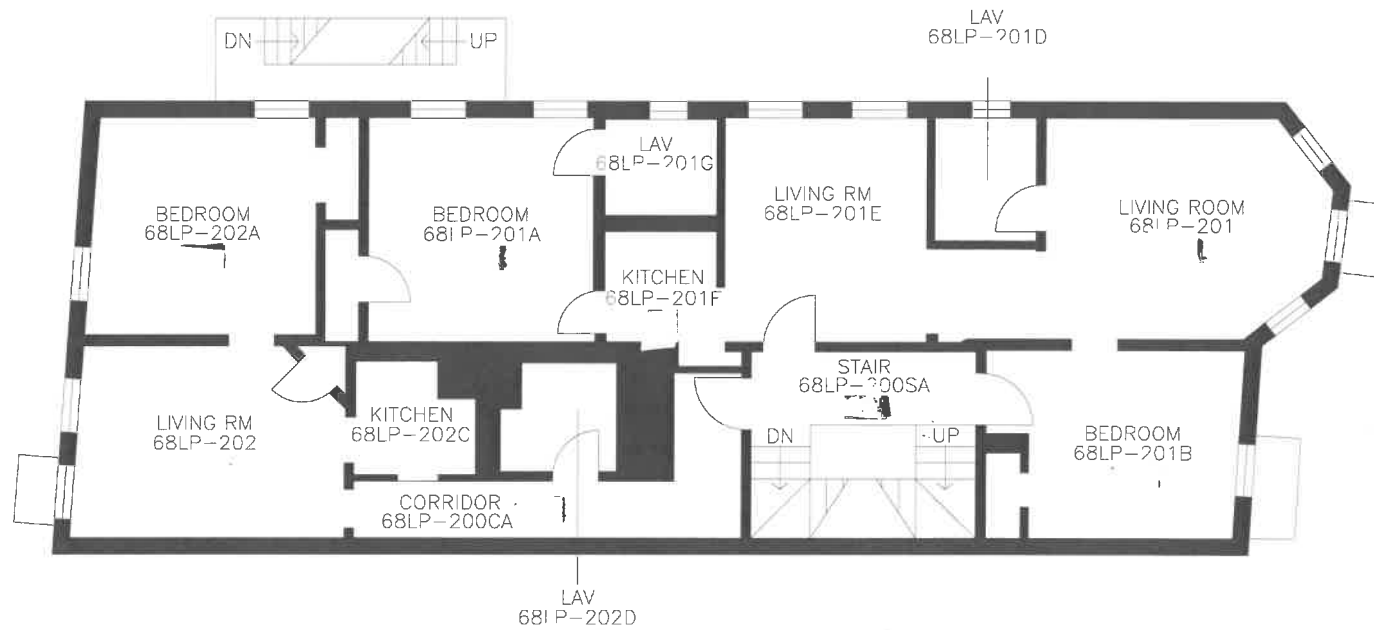 LAV
68LP-201D
DN
UP
LAV
68LP-201G
LIVING RM
68LP-201E
BEDROOM
68LP-202A
BEDROOM
68LP-201A
LIVING ROOM
68LP-201
KITCHEN
68LP-201F
STAIR
68LP-200SA
LIVING RM
68LP-202
KITCHEN
68LP-202C
DN
UP
BEDROOM
68LP-201B
CORRIDOR
68LP-200CA
LAV
68LP-202D